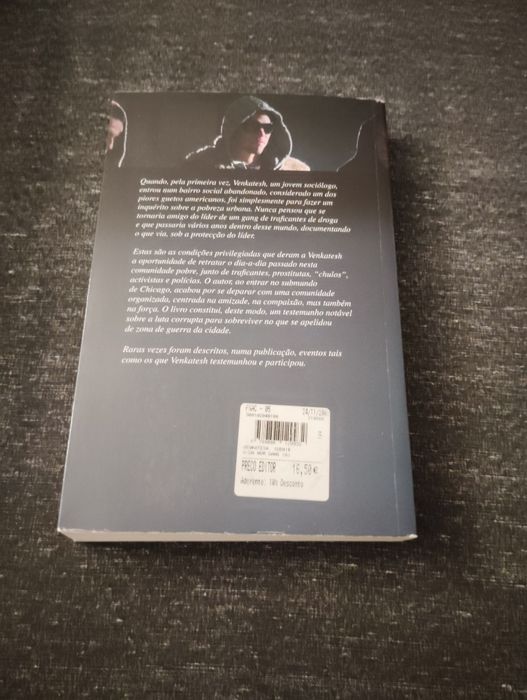 Quando, pela primeira vez, Venkatesh, um jovem sociólogo,
entrou num bairro social abandonado, considerado um dos
piores guetos americanos, foi simplesmente para fazer um
inquérito sobre a pobreza urbana. Nunca pensou que se
tornaria amigo do líder de um gang de traficantes de droga
e que passaria vários anos dentro desse mundo, documentando
o que via, sob a protecção do líder.
Estas são as condições privilegiadas que deram a Venkatesh
a oportunidade de retratar o dia-a-dia passado nesta
comunidade pobre, junto de traficantes, prostitutas, "chulos",
activistas e polícias. O autor, ao entrar no submundo
de Chicago, acabou por se deparar com uma comunidade
organizada, centrada na amizade, na compaixão, mas também
na força. O livro constitui, deste modo, um testemunho notável
sobre a luta corrupta para sobreviver no que se apelidou
de zona de guerra da cidade.
Raras vezes foram descritos, numa publicação, eventos tais
como os que Venkatesh testemunhou e participou.
FNAC - 05
PRECO EDITOR 16,50€
Aderente: 10% Desconto